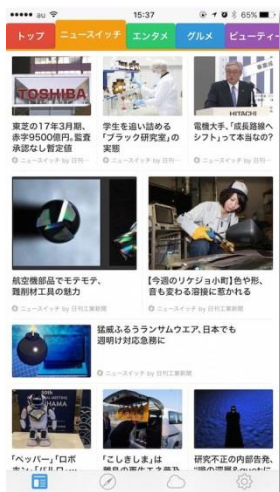 au 15:37 65%
トップ ニュースイッチ エンタメ グルメ ビューティー
TOSHIBA
HITACHI
東芝の17年3月期、
赤字9500億円。監査
承認なし暫定値
ニュースイッチ by 日刊…
学生を追い詰める
「ブラック研究室」の
実態
ニュースイッチ by 日刊…
電機大手、「成長路線へ
シフト」って本当なの?
ニュースイッチ by 日刊…
航空機部品でモテモテ、
難削材工具の魅力
ニュースイッチ by 日刊工業新聞
【今週のリケジョ小町】色や形、
音も変わる溶接に惹かれる
ニュースイッチ by 日刊工業新聞
猛威ふるうランサムウエア、日本でも
週明け対応急務に
ニュースイッチ by 日刊工業新聞
「ペッパー」「ロボ
「こしきしま」は
研究不正の内部告発、